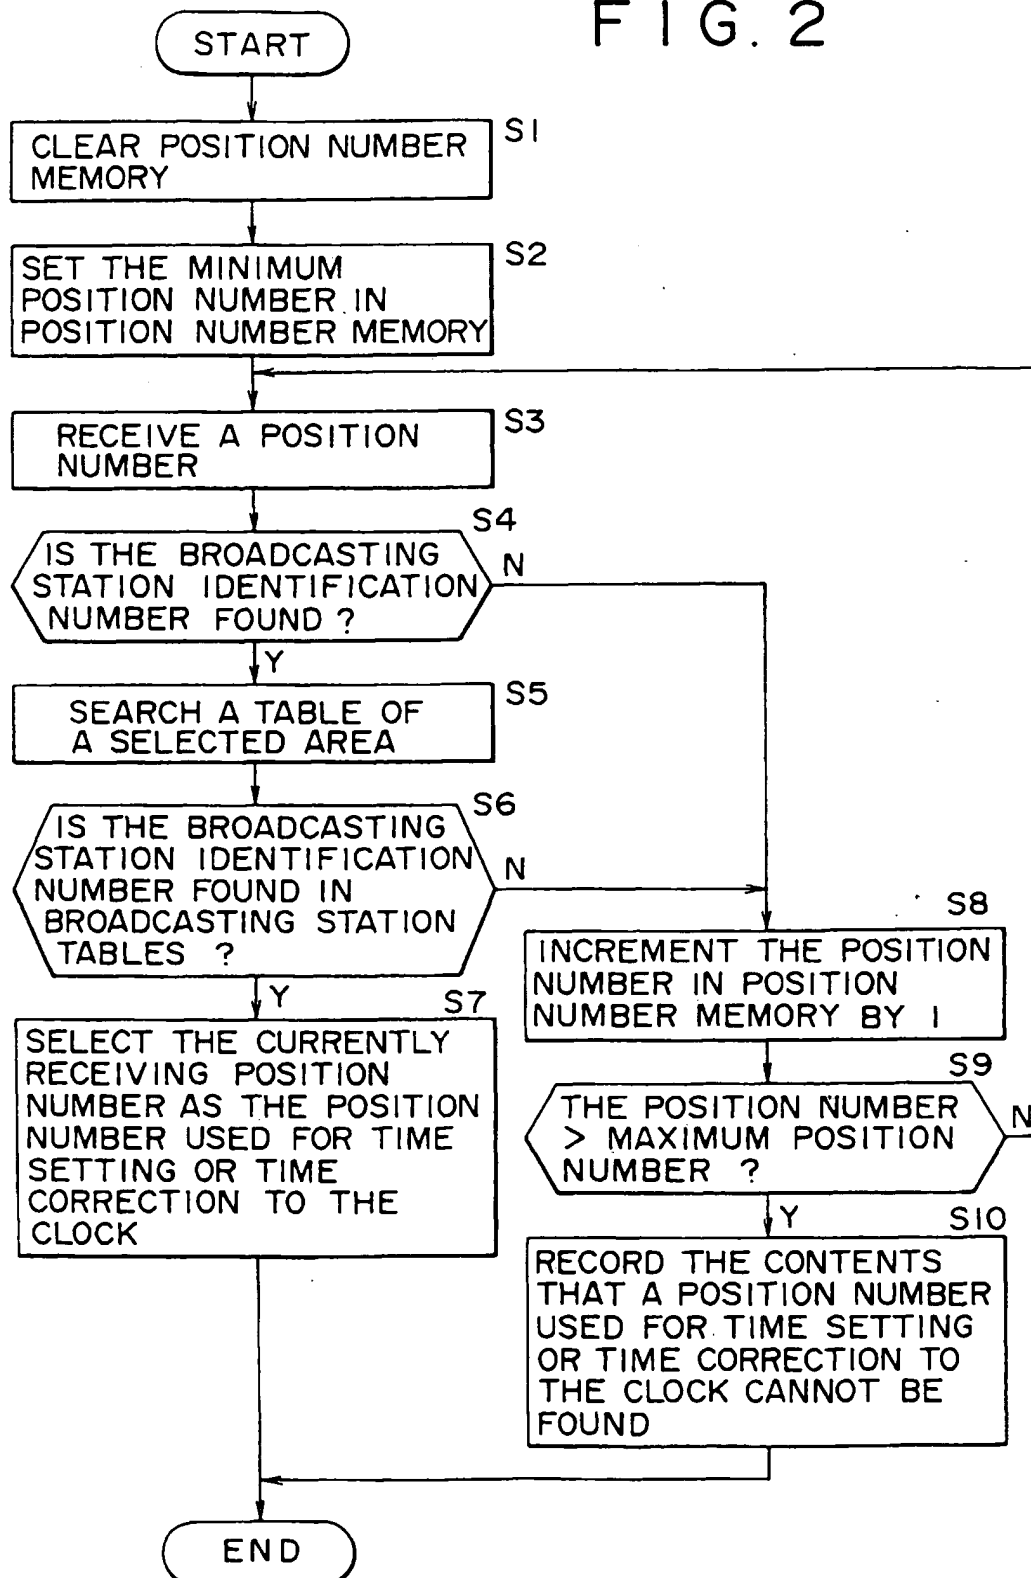 FIG. 2
START
S1
CLEAR POSITION NUMBER
MEMORY
S2
SET THE MINIMUM
POSITION NUMBER IN
POSITION NUMBER MEMORY
S3
RECEIVE A POSITION
NUMBER
S4
IS THE BROADCASTING
STATION IDENTIFICATION
NUMBER FOUND ?
N
Y
S5
SEARCH A TABLE OF
A SELECTED AREA
S6
IS THE BROADCASTING
STATION IDENTIFICATION
NUMBER FOUND IN
BROADCASTING STATION
TABLES ?
N
Y
S7
SELECT THE CURRENTLY
RECEIVING POSITION
NUMBER AS THE POSITION
NUMBER USED FOR TIME
SETTING OR TIME
CORRECTION TO THE
CLOCK
S8
INCREMENT THE POSITION
NUMBER IN POSITION
NUMBER MEMORY BY 1
S9
THE POSITION NUMBER
> MAXIMUM POSITION
NUMBER ?
N
Y
S10
RECORD THE CONTENTS
THAT A POSITION NUMBER
USED FOR TIME SETTING
OR TIME CORRECTION TO
THE CLOCK CANNOT BE
FOUND
END